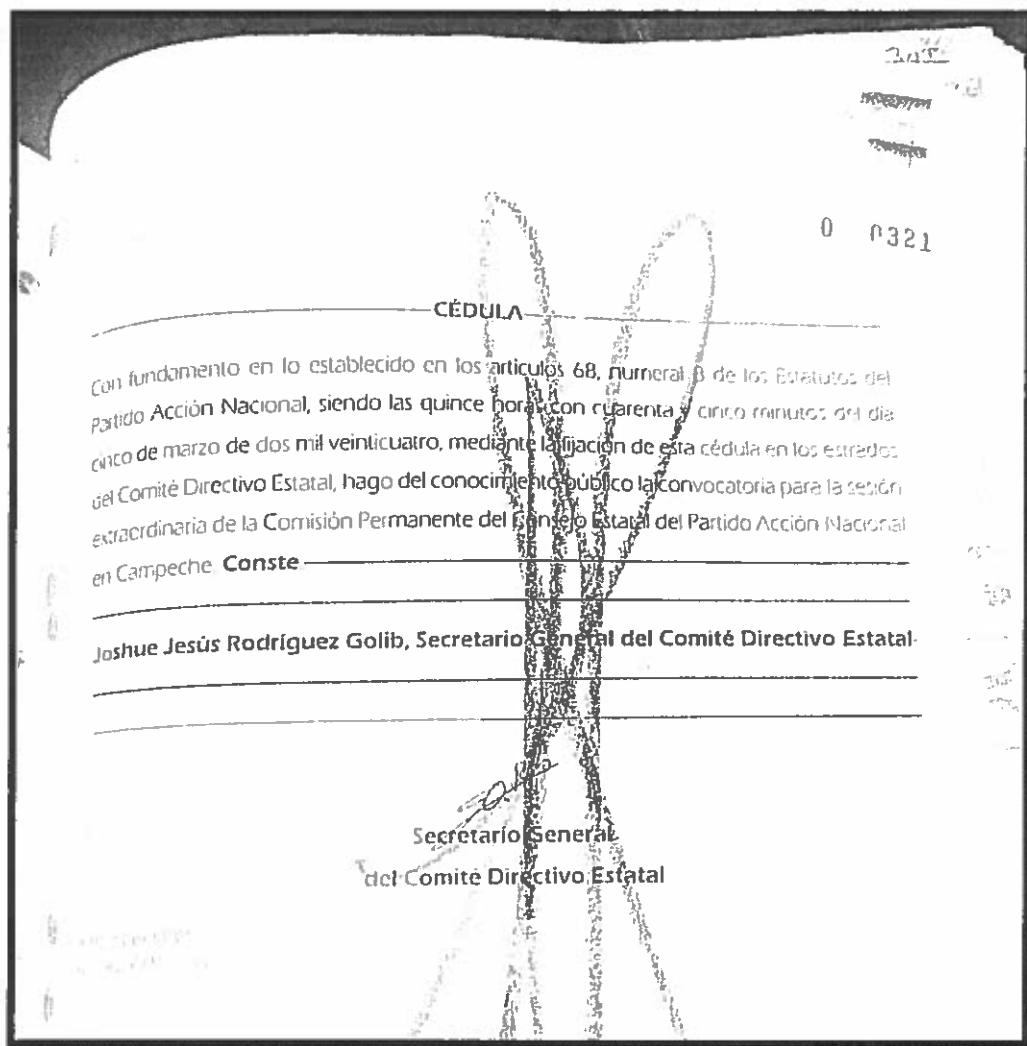 0 0321
CÉDULA
Con fundamento en lo establecido en los artículos 68, numeral 3 de los Estatutos del
Partido Acción Nacional, siendo las quince horas con cuarenta y cinco minutos del día
cinco de marzo de dos mil veinticuatro, mediante la fijación de esta cédula en los estrados
del Comité Directivo Estatal, hago del conocimiento público la convocatoria para la sesión
extraordinaria de la Comisión Permanente del Consejo Estatal del Partido Acción Nacional
en Campeche. Conste
Joshue Jesús Rodríguez Golib, Secretario General del Comité Directivo Estatal-
Secretario General
del Comité Directivo Estatal